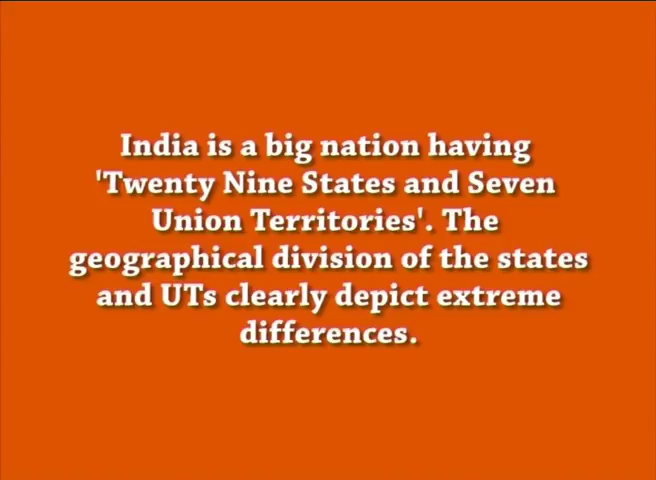 India is a big nation having
'Twenty Nine States and Seven
Union Territories'. The
geographical division of the states
and UTs clearly depict extreme
differences.